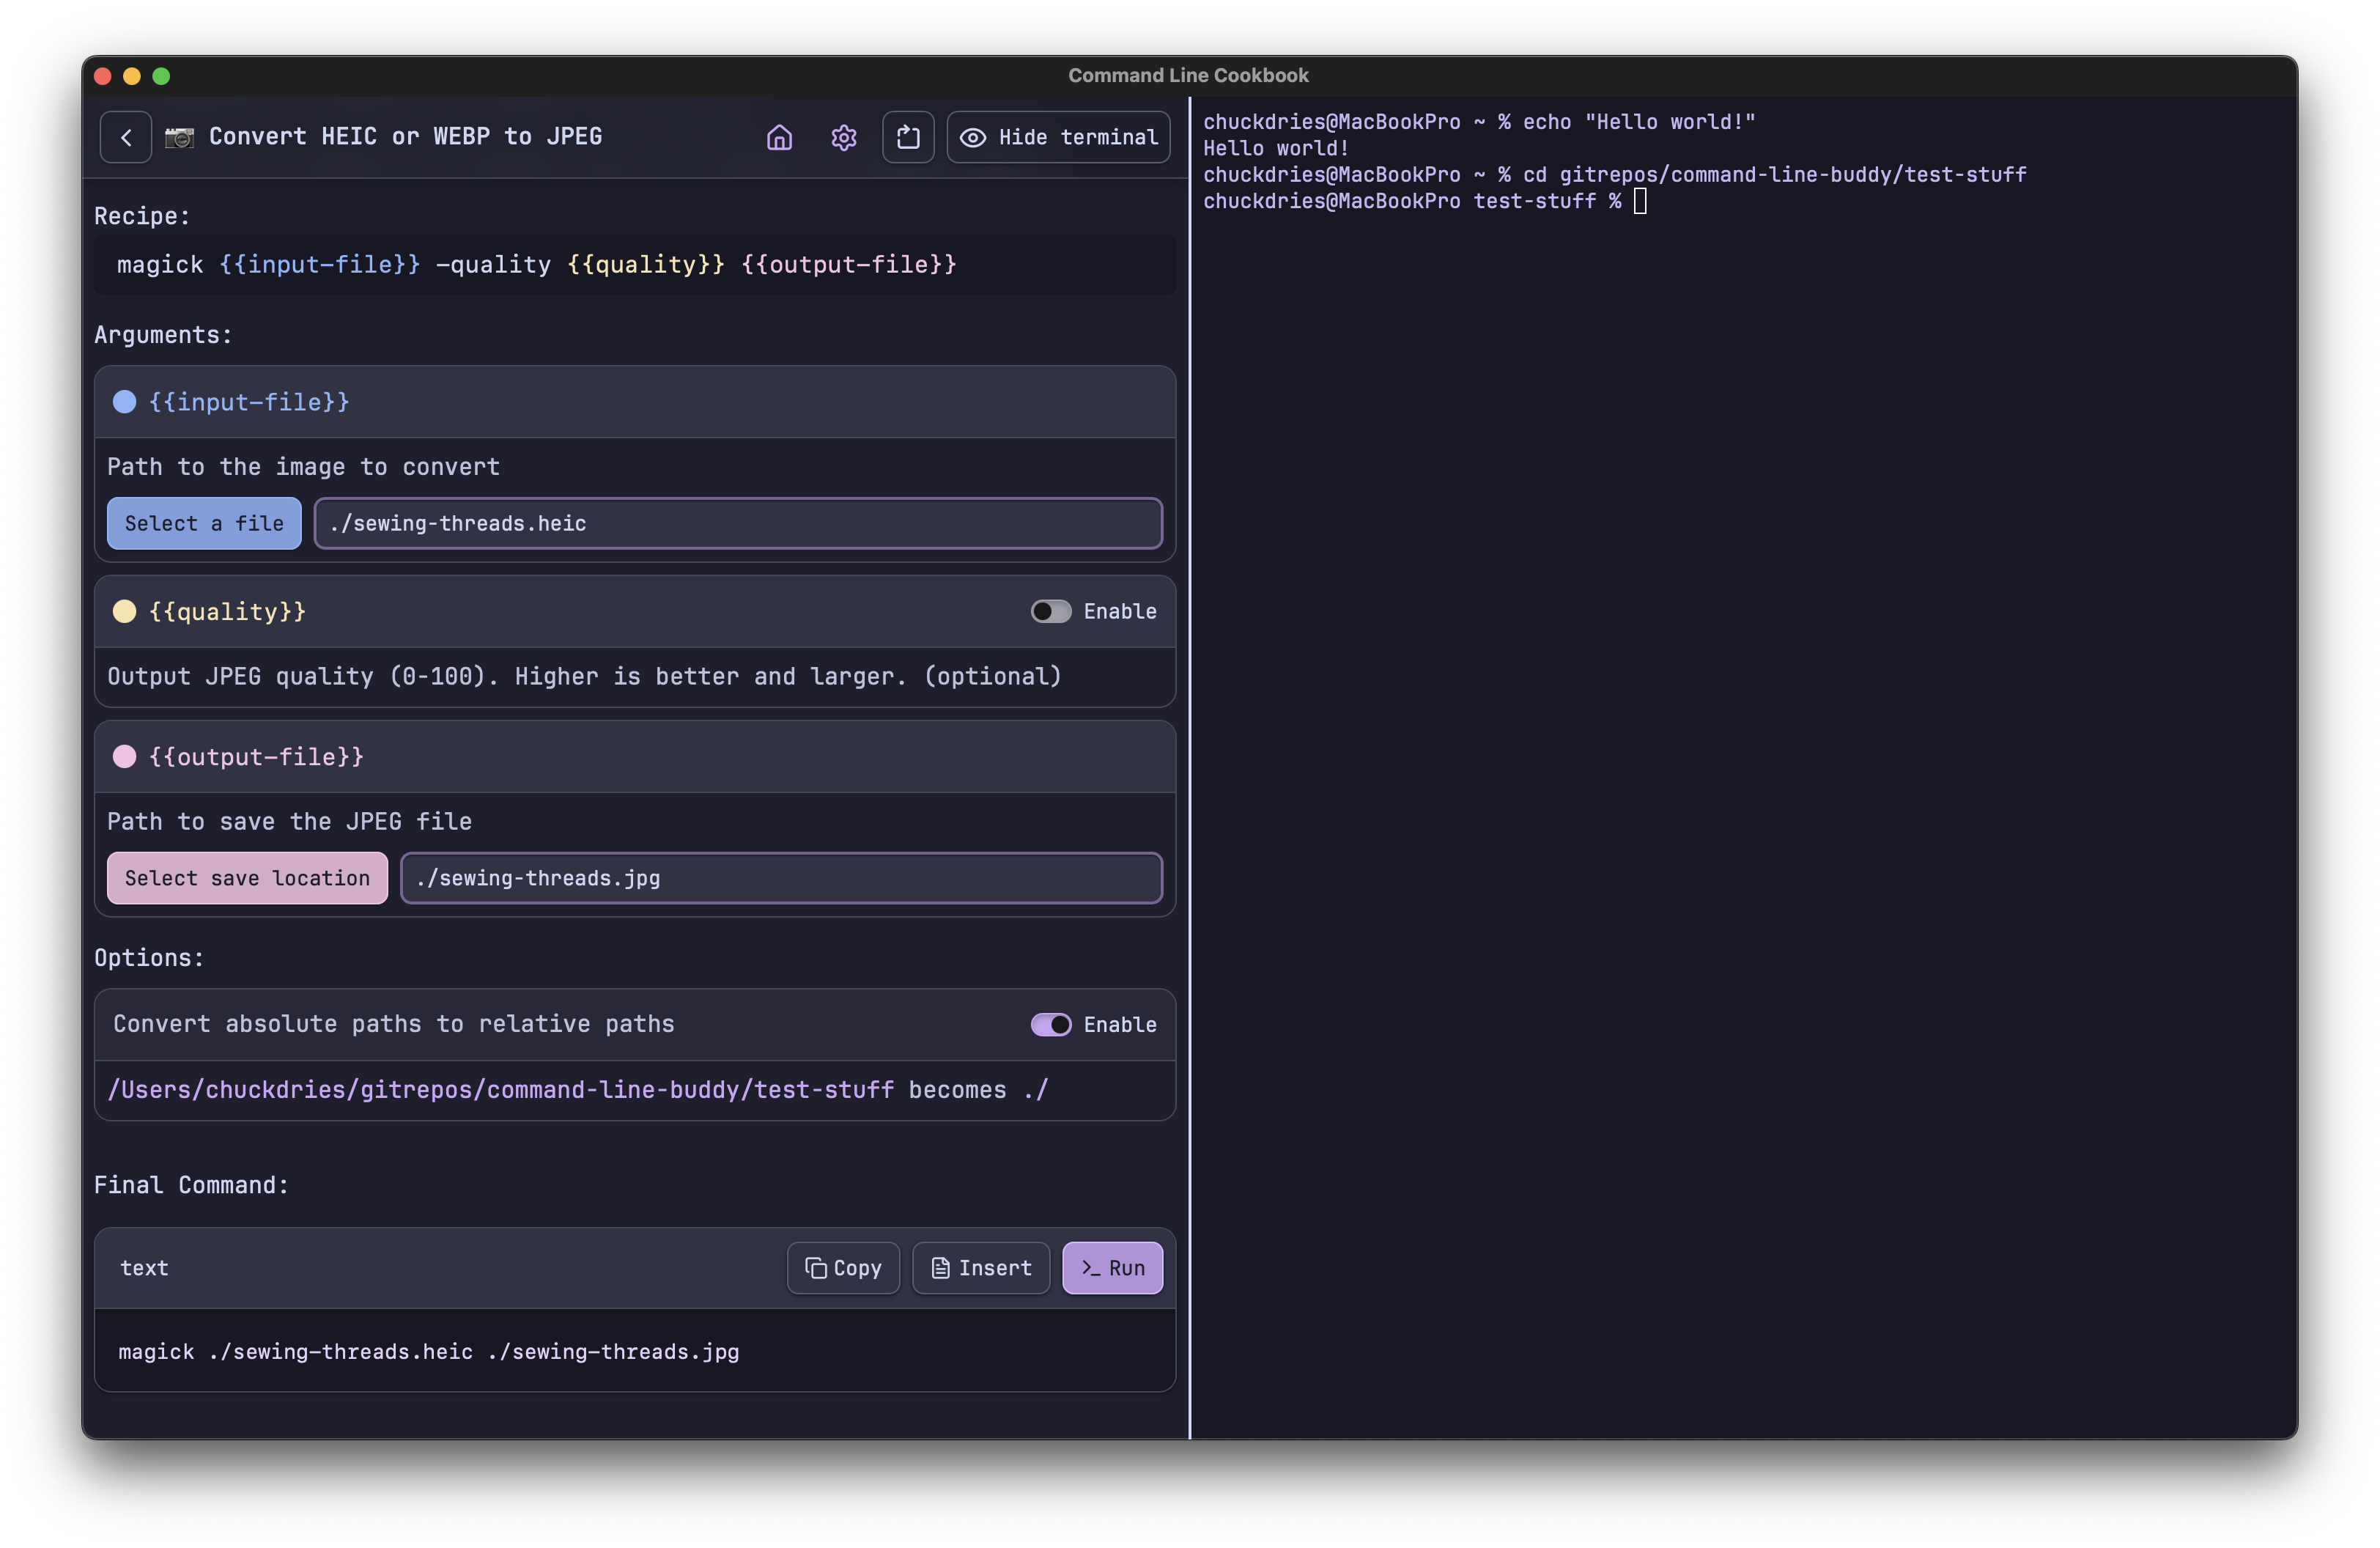 Command Line Cookbook
Convert HEIC or WEBP to JPEG
Hide terminal
Recipe:
magick {{input-file}} -quality {{quality}} {{output-file}}
Arguments:
{{input-file}}
Path to the image to convert
Select a file
./sewing-threads.heic
{{quality}}
Enable
Output JPEG quality (0-100). Higher is better and larger. (optional)
{{output-file}}
Path to save the JPEG file
Select save location
./sewing-threads.jpg
Options:
Convert absolute paths to relative paths
Enable
/Users/chuckdries/gitrepos/command-line-buddy/test-stuff becomes ./
Final Command:
text
Copy
Insert
>_ Run
magick ./sewing-threads.heic ./sewing-threads.jpg
chuckdries@MacBookPro ~ % echo "Hello world!"
Hello world!
chuckdries@MacBookPro ~ % cd gitrepos/command-line-buddy/test-stuff
chuckdries@MacBookPro test-stuff %